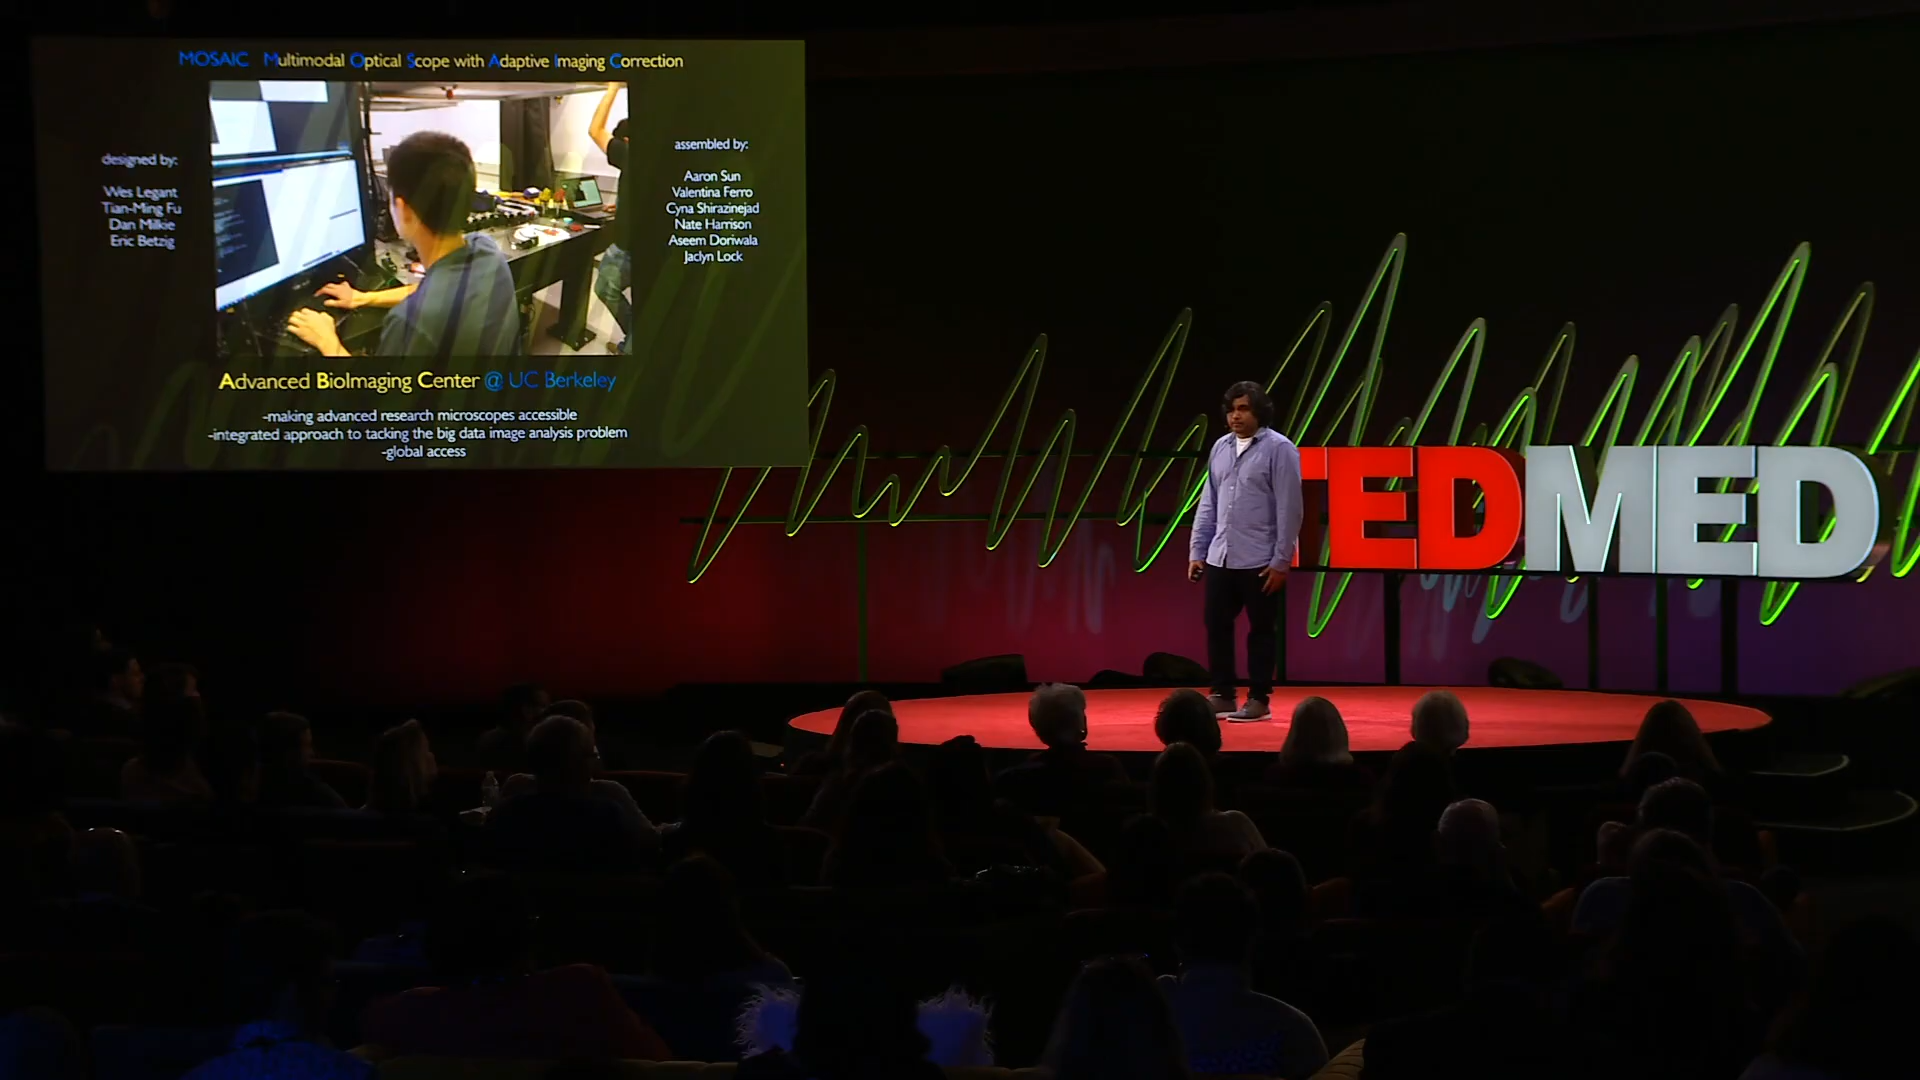 MOSAIC Multimodal Optical Scope with Adaptive Imaging Correction
designed by:
Wes Legant
Tian-Ming Fu
Dan Milkie
Eric Betzig
assembled by:
Aaron Sun
Valentina Ferro
Cyna Shirazinejad
Nate Harrison
Aseem Doriwala
Jaclyn Lock
Advanced BioImaging Center @ UC Berkeley
-making advanced research microscopes accessible
-integrated approach to tacking the big data image analysis problem
-global access
TEDMED